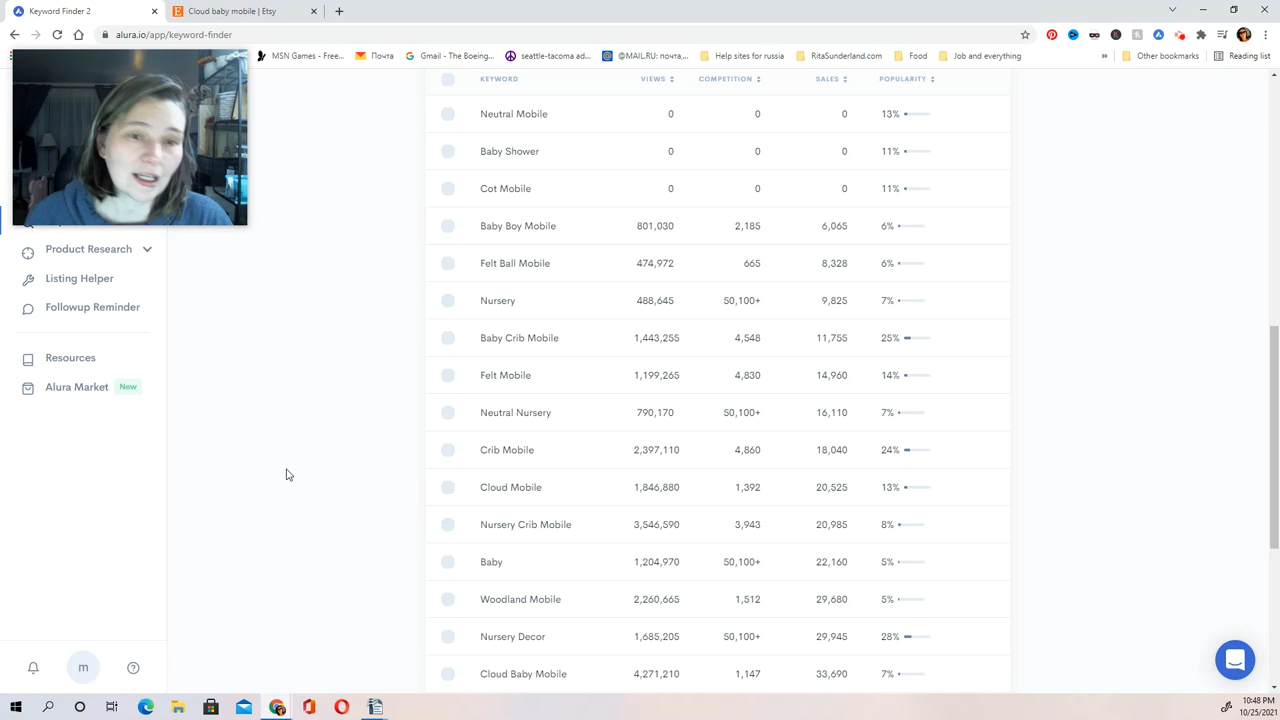 Keyword Finder 2
Cloud baby mobile | Etsy
alura.io/app/keyword-finder
MSN Games - Free...
Почта
Gmail - The Boeing...
seattle-tacoma ad...
@MAIL.RU: почта,...
Help sites for russia
RitaSunderland.com
Food
Job and everything
Other bookmarks
Reading list
KEYWORD VIEWS COMPETITION SALES POPULARITY
Neutral Mobile 0 0 0 13%
Baby Shower 0 0 0 11%
Cot Mobile 0 0 0 11%
Baby Boy Mobile 801,030 2,185 6,065 6%
Felt Ball Mobile 474,972 665 8,328 6%
Nursery 488,645 50,100+ 9,825 7%
Baby Crib Mobile 1,443,255 4,548 11,755 25%
Felt Mobile 1,199,265 4,830 14,960 14%
Neutral Nursery 790,170 50,100+ 16,110 7%
Crib Mobile 2,397,110 4,860 18,040 24%
Cloud Mobile 1,846,880 1,392 20,525 13%
Nursery Crib Mobile 3,546,590 3,943 20,985 8%
Baby 1,204,970 50,100+ 22,160 5%
Woodland Mobile 2,260,665 1,512 29,680 5%
Nursery Decor 1,685,205 50,100+ 29,945 28%
Cloud Baby Mobile 4,271,210 1,147 33,690 7%
Product Research
Listing Helper
Followup Reminder
Resources
Alura Market New
m
10:48 PM
10/25/2021